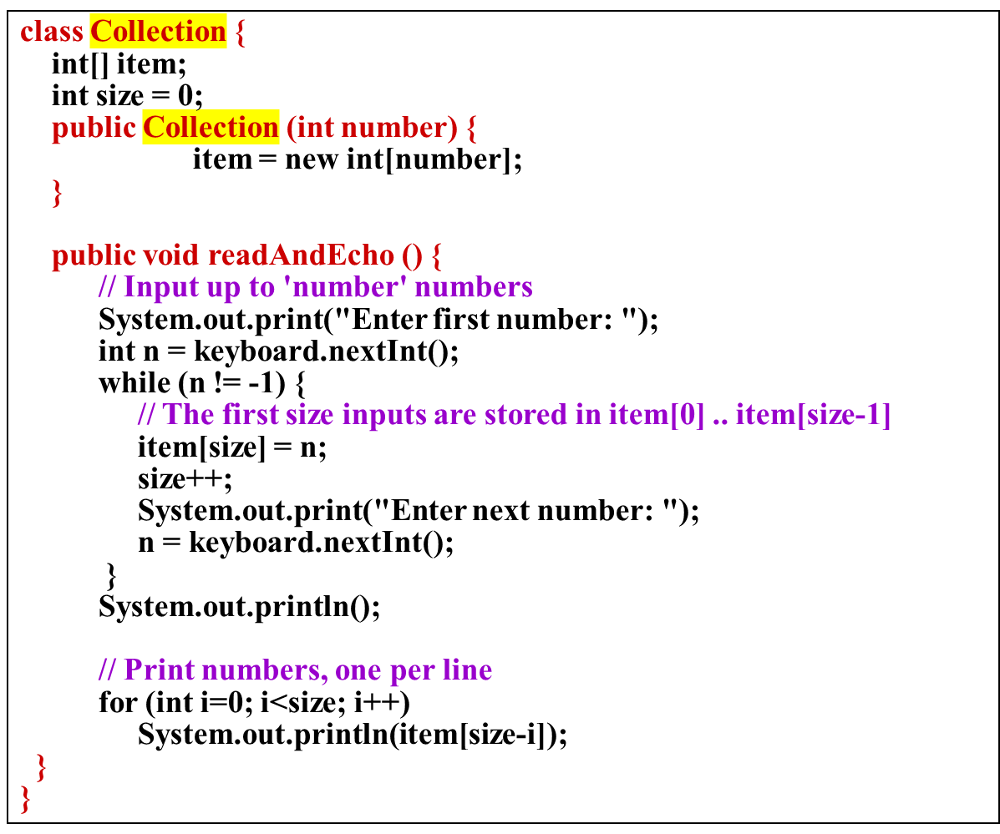 class Collection {
int[] item;
int size = 0;
public Collection (int number) {
item = new int[number];
}
public void readAndEcho () {
// Input up to 'number' numbers
System.out.print("Enter first number: ");
int n = keyboard.nextInt();
while (n != -1) {
// The first size inputs are stored in item[0] .. item[size-1]
item[size] = n;
size++;
System.out.print("Enter next number: ");
n = keyboard.nextInt();
}
System.out.println();
// Print numbers, one per line
for (int i=0; i<size; i++)
System.out.println(item[size-i]);
}
}